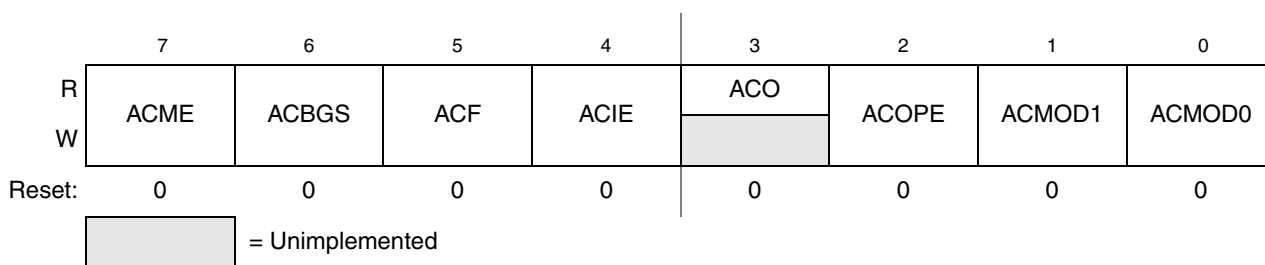 7 6 5 4 3 2 1 0
R ACO
ACME ACBGS ACF ACIE ACOPE ACMOD1 ACMOD0
W
Reset: 0 0 0 0 0 0 0 0
= Unimplemented